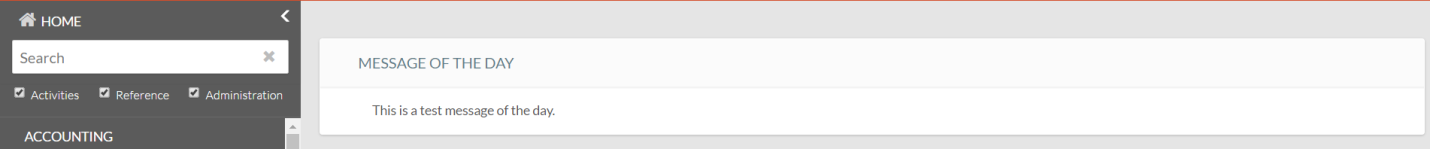 HOME
Search
Activities Reference Administration
ACCOUNTING
MESSAGE OF THE DAY
This is a test message of the day.